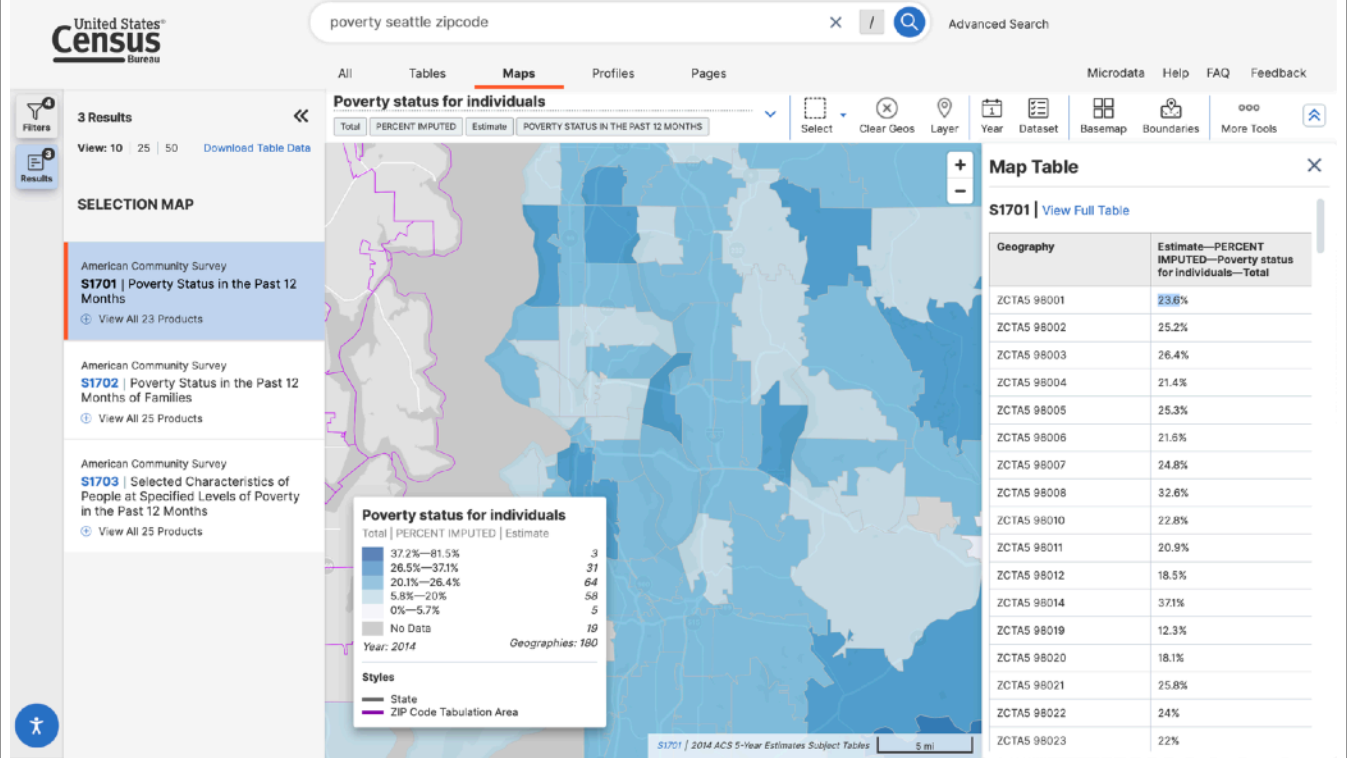 United States®
Census
Bureau
poverty seattle zipcode
/
Advanced Search
All
Tables
Maps
Profiles
Pages
Microdata
Help
FAQ
Feedback
4
Filters
3
Results
3 Results
View: 10 | 25 | 50
Download Table Data
SELECTION MAP
American Community Survey
S1701 | Poverty Status in the Past 12
Months
View All 23 Products
American Community Survey
S1702 | Poverty Status in the Past 12
Months of Families
View All 25 Products
American Community Survey
S1703 | Selected Characteristics of
People at Specified Levels of Poverty
in the Past 12 Months
View All 25 Products
Poverty status for individuals
Total
PERCENT IMPUTED
Estimate
POVERTY STATUS IN THE PAST 12 MONTHS
Select
Clear Geos
Layer
1
Year
Dataset
Basemap
Boundaries
More Tools
+
−
Poverty status for individuals
Total | PERCENT IMPUTED | Estimate
37.2%—81.5% 3
26.5%—37.1% 31
20.1%—26.4% 64
5.8%—20% 58
0%—5.7% 5
No Data 19
Year: 2014
Geographies: 180
Styles
State
ZIP Code Tabulation Area
S1701 | 2014 ACS 5-Year Estimates Subject Tables
5 mi
Map Table
S1701 | View Full Table
Geography
Estimate—PERCENT
IMPUTED—Poverty status
for individuals—Total
ZCTA5 98001 23.6%
ZCTA5 98002 25.2%
ZCTA5 98003 26.4%
ZCTA5 98004 21.4%
ZCTA5 98005 25.3%
ZCTA5 98006 21.6%
ZCTA5 98007 24.8%
ZCTA5 98008 32.6%
ZCTA5 98010 22.8%
ZCTA5 98011 20.9%
ZCTA5 98012 18.5%
ZCTA5 98014 37.1%
ZCTA5 98019 12.3%
ZCTA5 98020 18.1%
ZCTA5 98021 25.8%
ZCTA5 98022 24%
ZCTA5 98023 22%